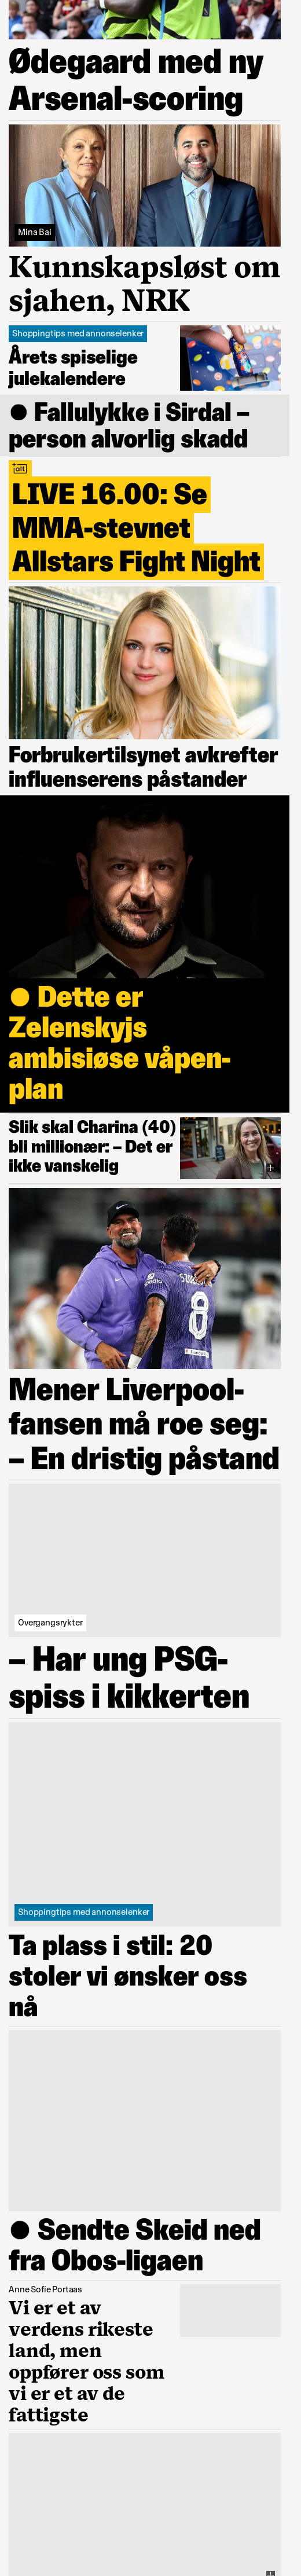 Ødegaard med ny
Arsenal-scoring
Mina Bai
Kunnskapsløst om
sjahen, NRK
Shoppingtips med annonselenker
Årets spiselige
julekalendere
● Fallulykke i Sirdal –
person alvorlig skadd
+alt
LIVE 16.00: Se
MMA-stevnet
Allstars Fight Night
Forbrukertilsynet avkrefter
influenserens påstander
● Dette er
Zelenskyjs
ambisiøse våpen-
plan
Slik skal Charina (40)
bli millionær: – Det er
ikke vanskelig
8
Mener Liverpool-
fansen må roe seg:
– En dristig påstand
Overgangsrykter
– Har ung PSG-
spiss i kikkerten
Shoppingtips med annonselenker
Ta plass i stil: 20
stoler vi ønsker oss
nå
● Sendte Skeid ned
fra Obos-ligaen
Anne Sofie Portaas
Vi er et av
verdens rikeste
land, men
oppfører oss som
vi er et av de
fattigste